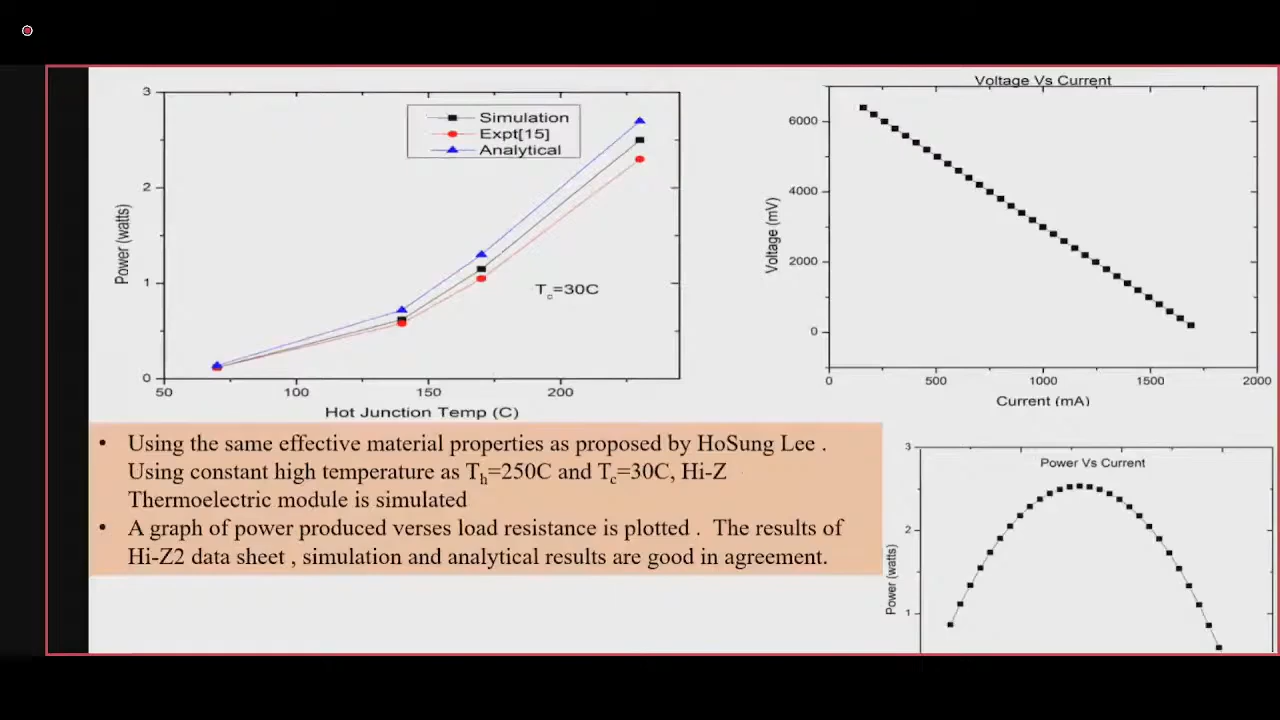 3
2
1
0
50
100
150
200
Power (watts)
Hot Junction Temp (C)
Simulation
Expt[15]
Analytical
Tc=30C
Voltage Vs Current
6000
4000
2000
0
0
500
1000
1500
2000
Voltage (mV)
Current (mA)
• Using the same effective material properties as proposed by HoSung Lee .
Using constant high temperature as Th=250C and Tc=30C, Hi-Z
Thermoelectric module is simulated
• A graph of power produced verses load resistance is plotted . The results of
Hi-Z2 data sheet , simulation and analytical results are good in agreement.
Power Vs Current
3
2
1
Power (watts)